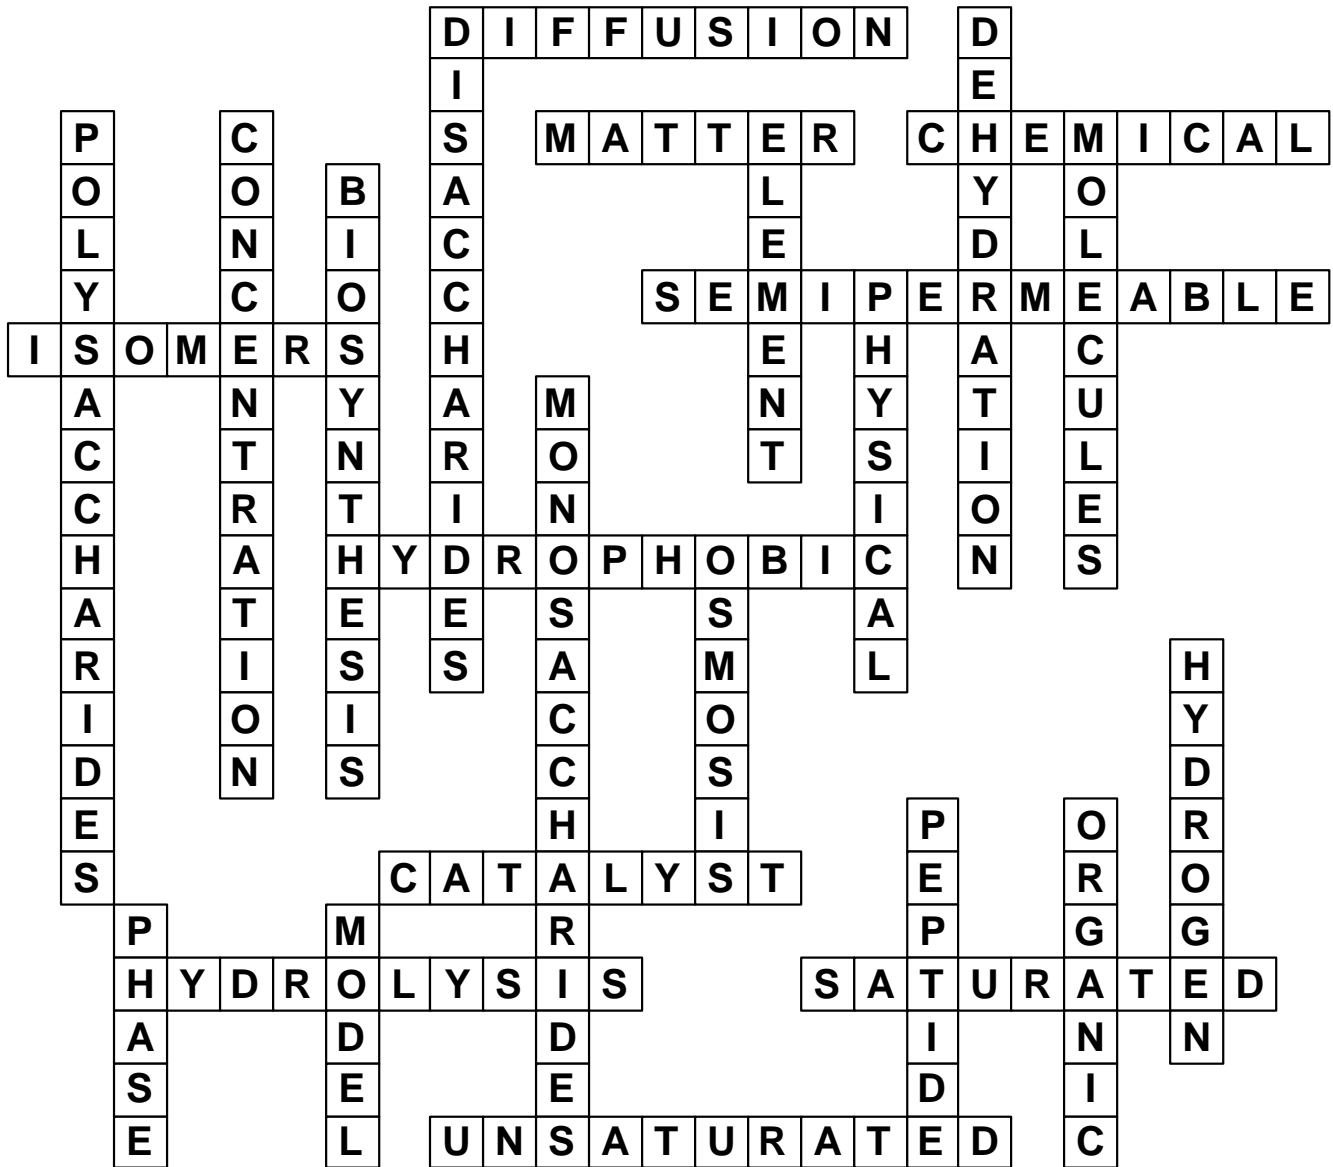 DIFFUSION
DISACCHARIDES
DEHYDRATION
POLYSACCHARIDES
CONCENTRATION
MATTER
ELEMENT
CHEMICAL
MOLECULES
BIOSYNTHESIS
SEMIPERMEABLE
PHYSICAL
ISOMERS
MONOSACCHARIDES
HYDROPHOBIC
OSMOSIS
HYDROGEN
PEPTIDE
ORGANIC
CATALYST
PHASE
MODEL
HYDROLYSIS
SATURATED
UNSATURATED